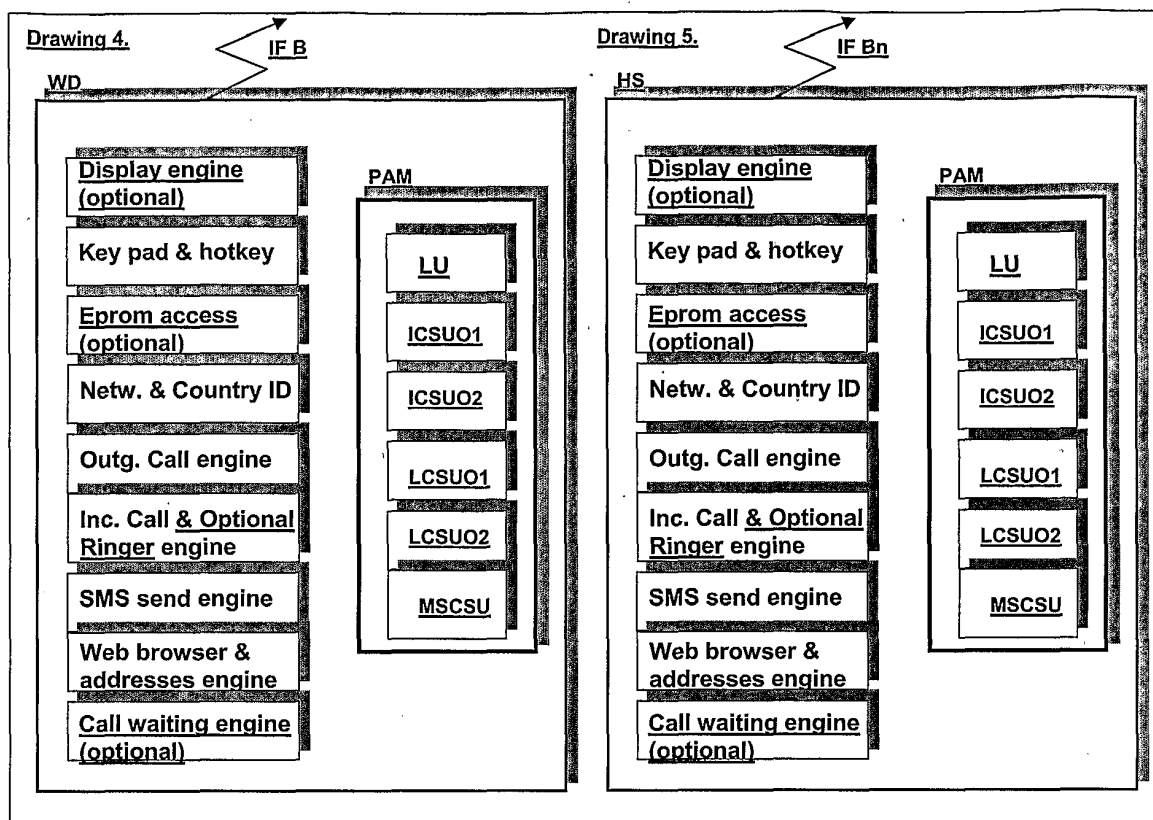 Drawing 4.
IF B
WD
Display engine
(optional)
Key pad & hotkey
Eprom access
(optional)
Netw. & Country ID
Outg. Call engine
Inc. Call & Optional
Ringer engine
SMS send engine
Web browser &
addresses engine
Call waiting engine
(optional)
PAM
LU
ICSUO1
ICSUO2
LCSUO1
LCSUO2
MSCSU
Drawing 5.
IF Bn
HS
Display engine
(optional)
Key pad & hotkey
Eprom access
(optional)
Netw. & Country ID
Outg. Call engine
Inc. Call & Optional
Ringer engine
SMS send engine
Web browser &
addresses engine
Call waiting engine
(optional)
PAM
LU
ICSUO1
ICSUO2
LCSUO1
LCSUO2
MSCSU